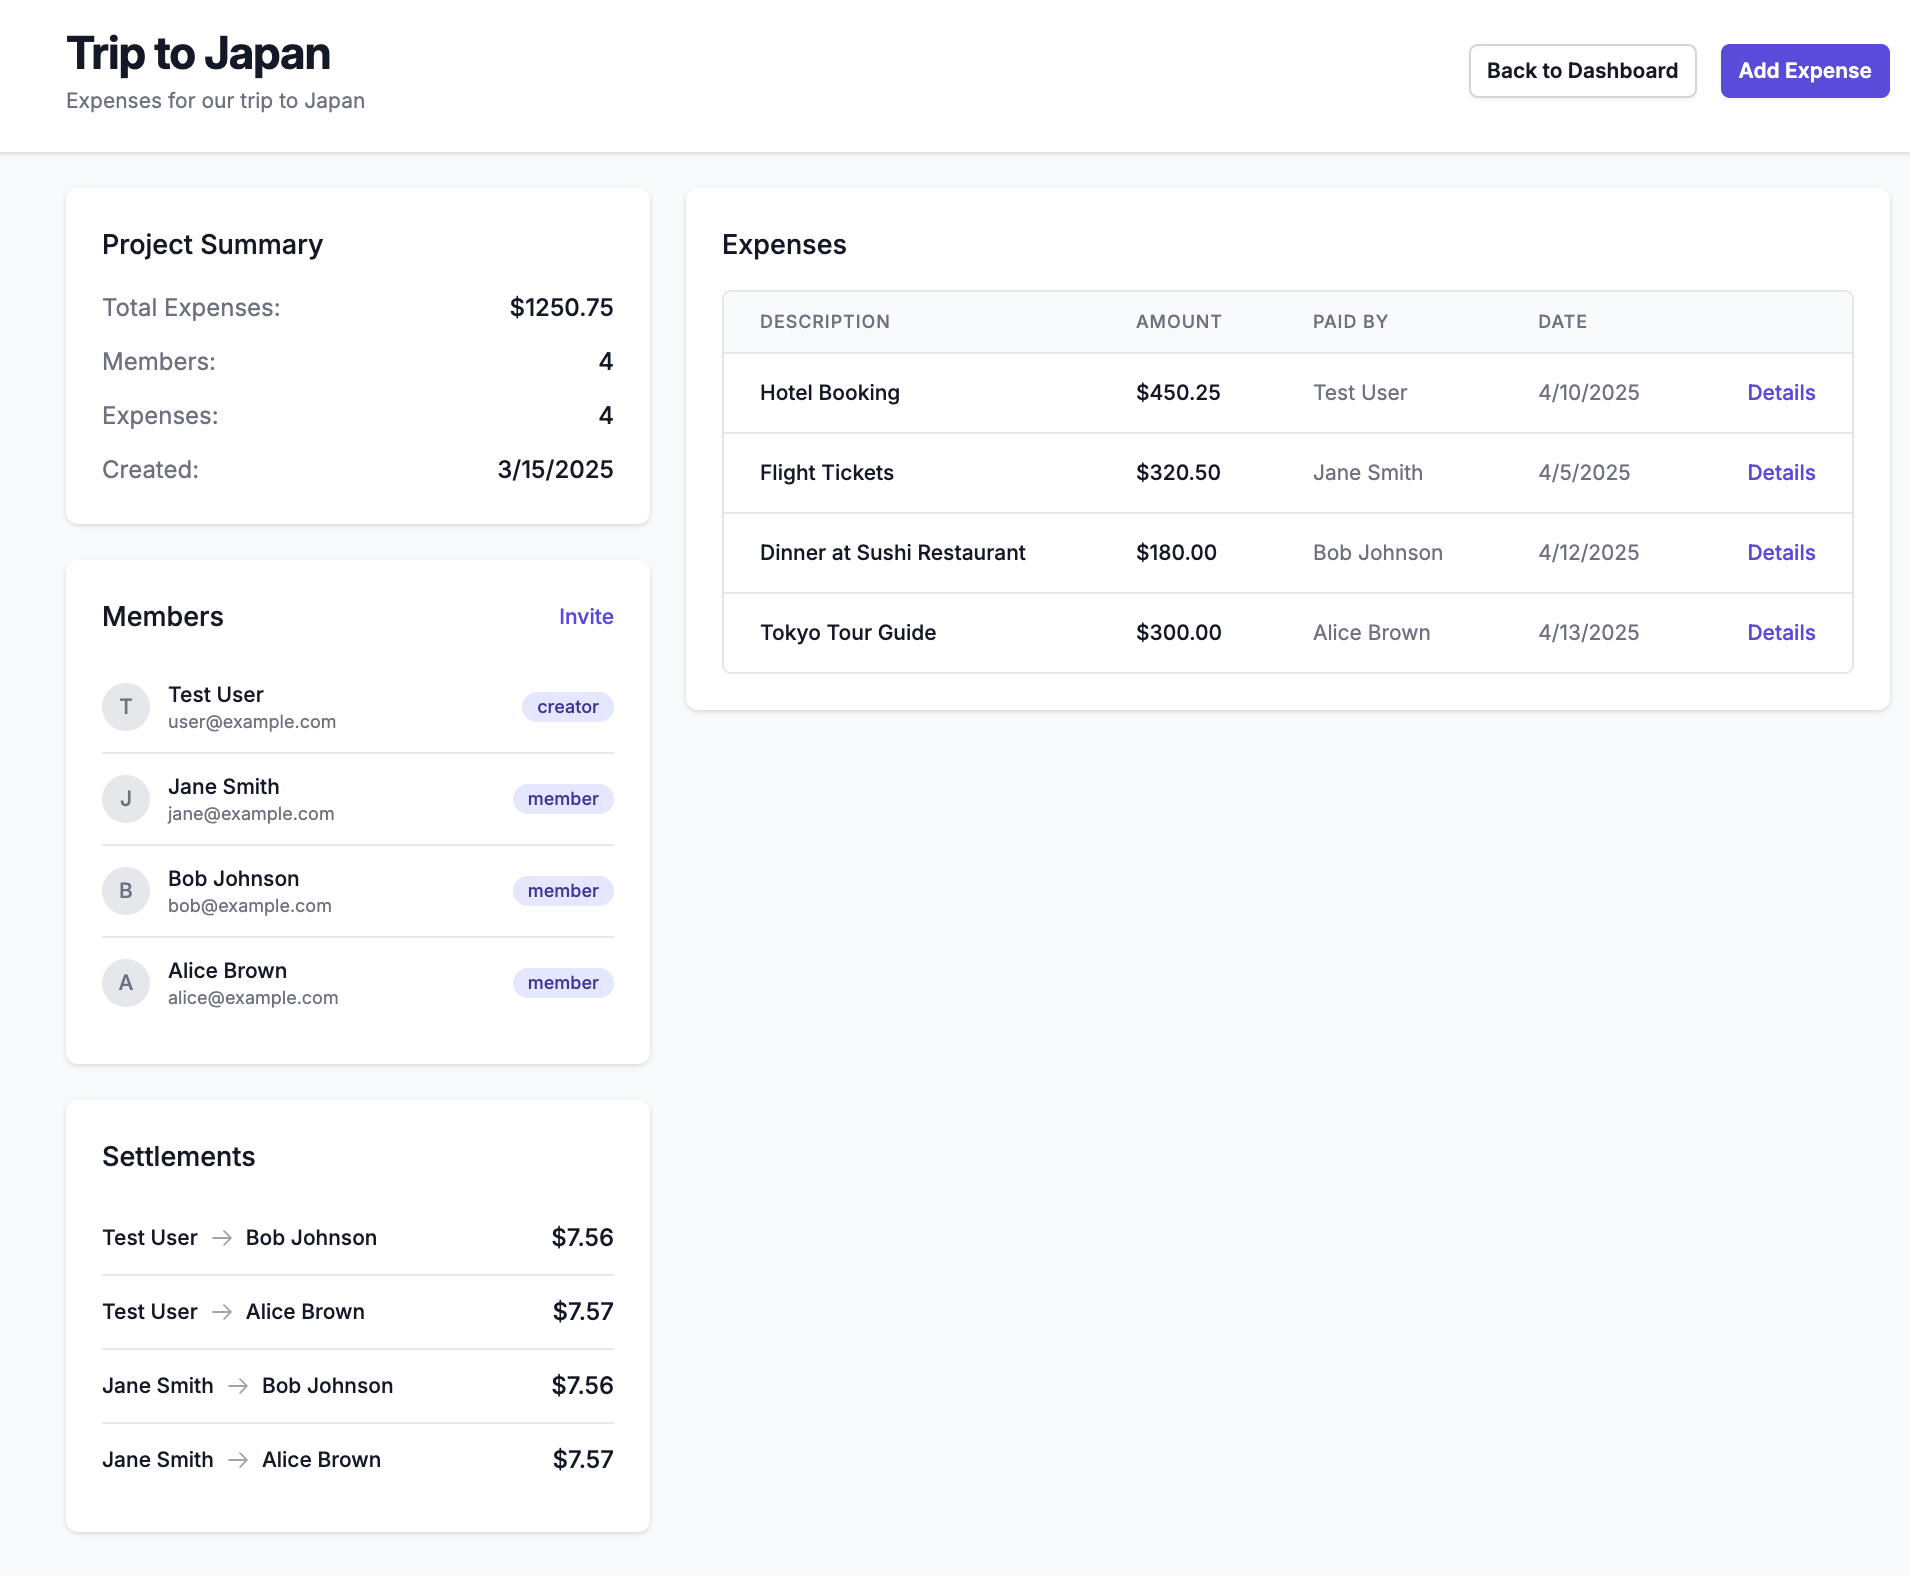 Trip to Japan
Expenses for our trip to Japan
Back to Dashboard
Add Expense
Project Summary
Total Expenses: $1250.75
Members: 4
Expenses: 4
Created: 3/15/2025
Members Invite
T
Test User
user@example.com
creator
J
Jane Smith
jane@example.com
member
B
Bob Johnson
bob@example.com
member
A
Alice Brown
alice@example.com
member
Settlements
Test User → Bob Johnson $7.56
Test User → Alice Brown $7.57
Jane Smith → Bob Johnson $7.56
Jane Smith → Alice Brown $7.57
Expenses
DESCRIPTION AMOUNT PAID BY DATE
Hotel Booking $450.25 Test User 4/10/2025 Details
Flight Tickets $320.50 Jane Smith 4/5/2025 Details
Dinner at Sushi Restaurant $180.00 Bob Johnson 4/12/2025 Details
Tokyo Tour Guide $300.00 Alice Brown 4/13/2025 Details